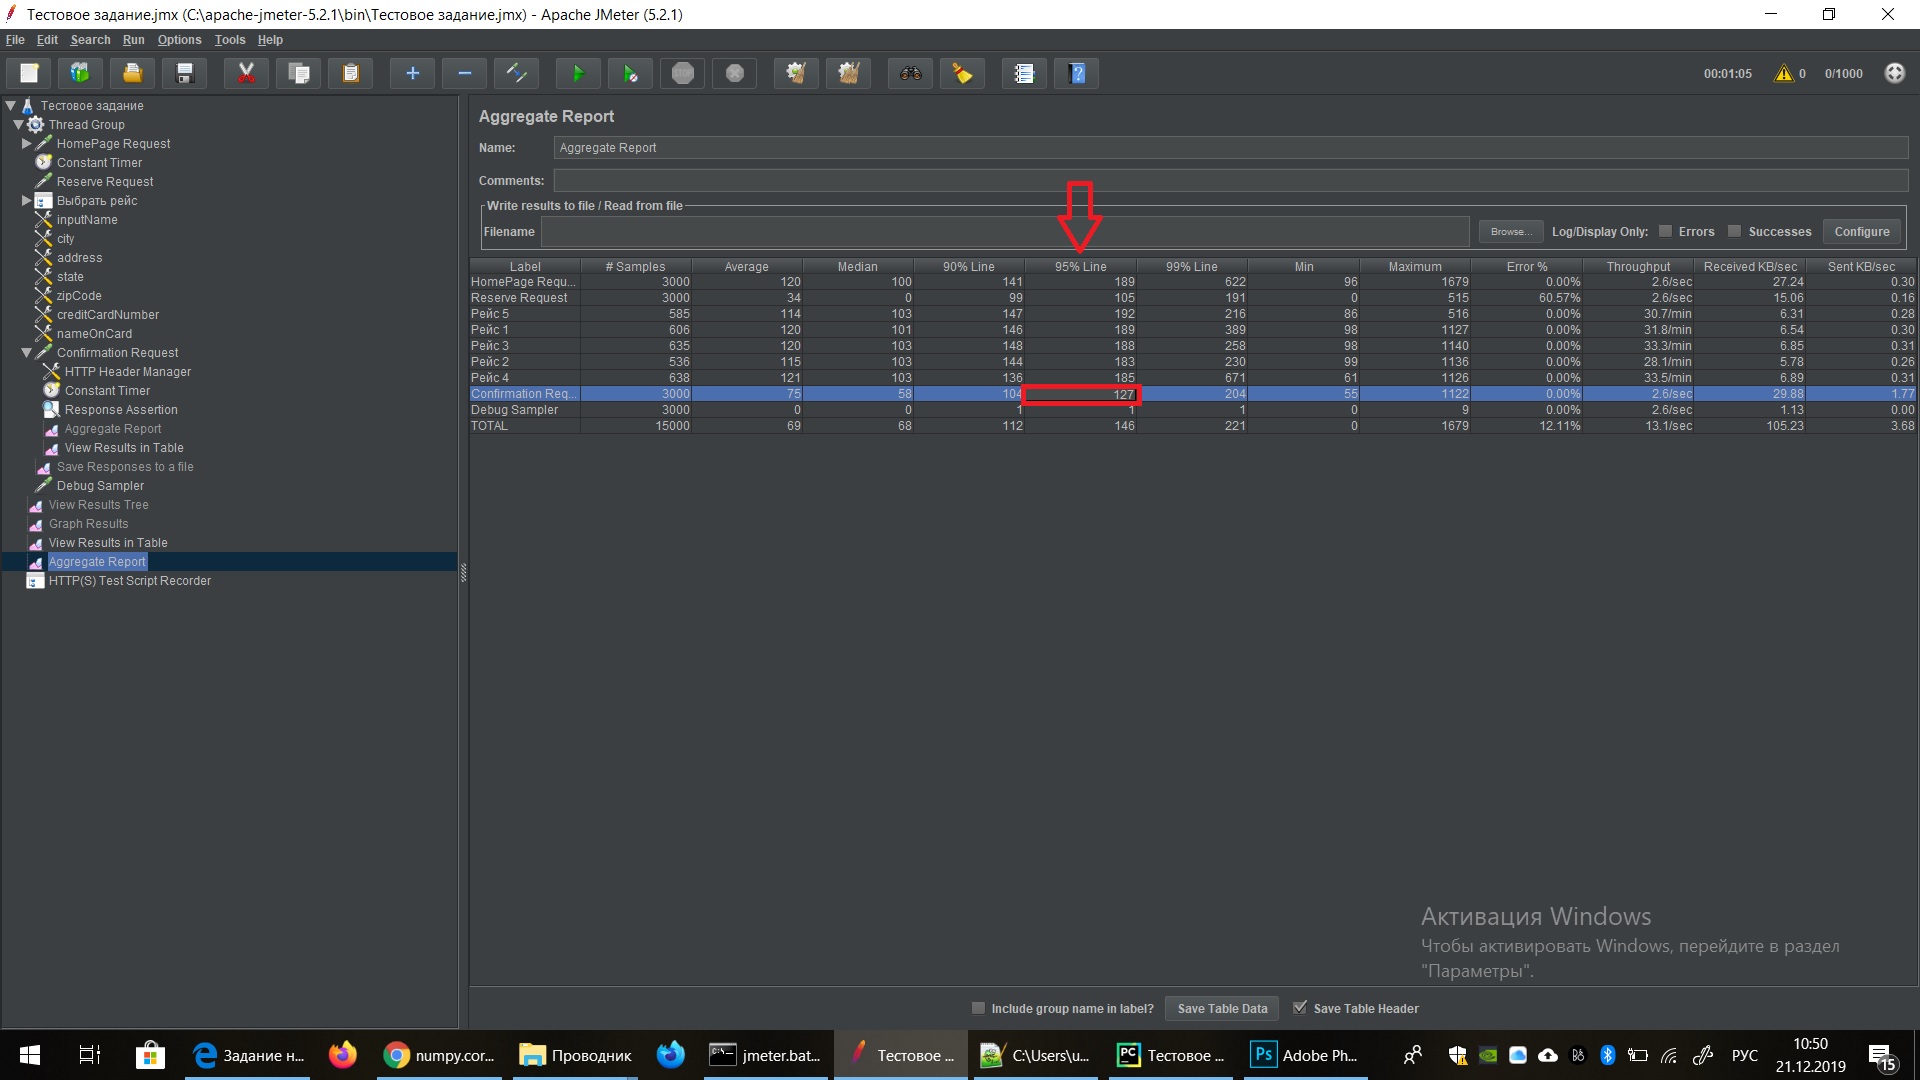 Тестовое задание.jmx (C:\apache-jmeter-5.2.1\bin\Тестовое задание.jmx) - Apache JMeter (5.2.1)
File Edit Search Run Options Tools Help
STOP 00:01:05 0 0/1000
Тестовое задание
Thread Group
HomePage Request
Constant Timer
Reserve Request
Выбрать рейс
inputName
city
address
state
zipCode
creditCardNumber
nameOnCard
Confirmation Request
HTTP Header Manager
Constant Timer
Response Assertion
Aggregate Report
View Results in Table
Save Responses to a file
Debug Sampler
View Results Tree
Graph Results
View Results in Table
Aggregate Report
HTTP(S) Test Script Recorder
Aggregate Report
Name: Aggregate Report
Comments:
Write results to file / Read from file
Filename Browse... Log/Display Only: Errors Successes Configure
Label # Samples Average Median 90% Line 95% Line 99% Line Min Maximum Error % Throughput Received KB/sec Sent KB/sec
HomePage Requ... 3000 120 100 141 189 622 96 1679 0.00% 2.6/sec 27.24 0.30
Reserve Request 3000 34 0 99 105 191 0 515 60.57% 2.6/sec 15.06 0.16
Рейс 5 585 114 103 147 192 216 86 516 0.00% 30.7/min 6.31 0.28
Рейс 1 606 120 101 146 189 389 98 1127 0.00% 31.8/min 6.54 0.30
Рейс 3 635 120 103 148 188 258 98 1140 0.00% 33.3/min 6.85 0.31
Рейс 2 536 115 103 144 183 230 99 1136 0.00% 28.1/min 5.78 0.26
Рейс 4 638 121 103 136 185 671 61 1126 0.00% 33.5/min 6.89 0.31
Confirmation Req... 3000 75 58 104 127 204 55 1122 0.00% 2.6/sec 29.88 1.77
Debug Sampler 3000 0 0 1 1 1 0 9 0.00% 2.6/sec 1.13 0.00
TOTAL 15000 69 68 112 146 221 0 1679 12.11% 13.1/sec 105.23 3.68
Активация Windows
Чтобы активировать Windows, перейдите в раздел
"Параметры".
Include group name in label? Save Table Data Save Table Header
Задание н... numpy.cor... Проводник jmeter.bat... Тестовое ... C:\Users\u... PC Тестовое ... Ps Adobe Ph... РУС 10:50
21.12.2019 15